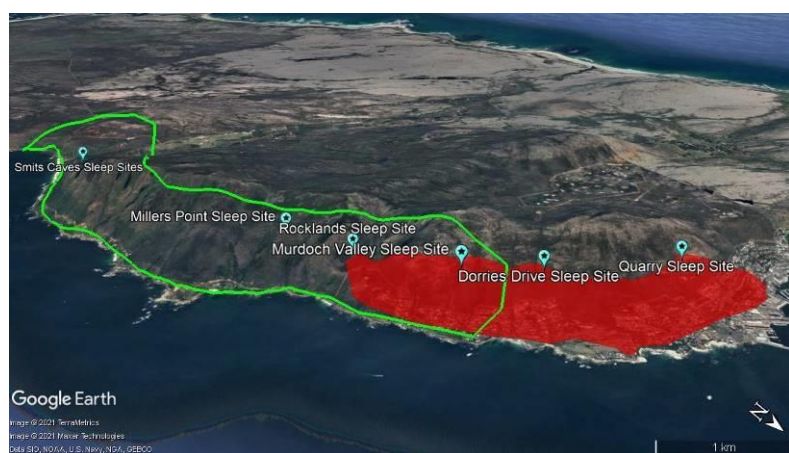 Smits Caves Sleep Sites
Millers Point Sleep Site
Rocklands Sleep Site
Murdoch Valley Sleep Site
Dorries Drive Sleep Site
Quarry Sleep Site
Google Earth
Image © 2021 TerraMetrics
Image © 2021 Maxar Technologies
Data SIO, NOAA, U.S. Navy, NGA, GEBCO
N
1 km